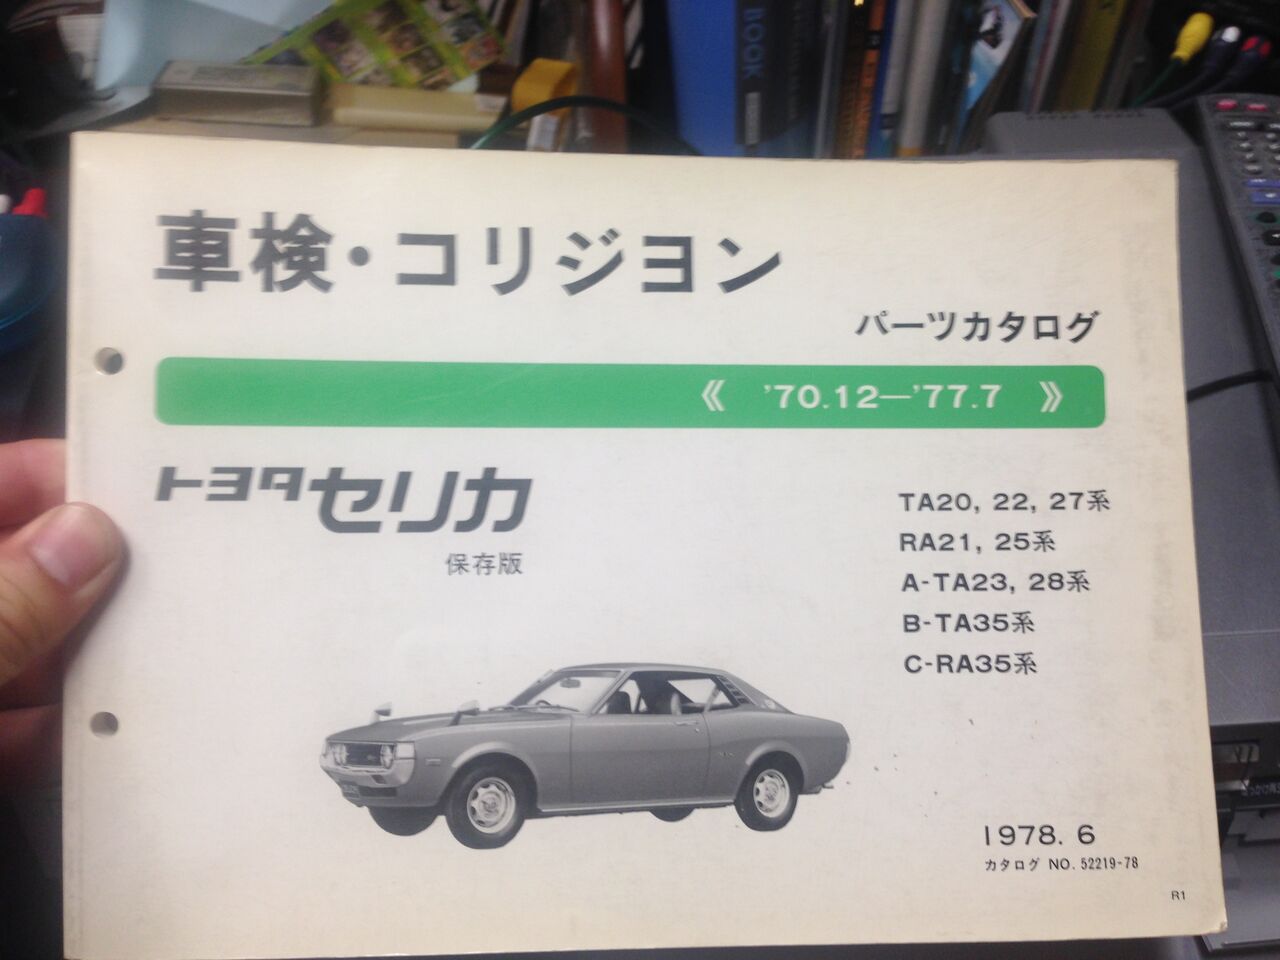 BOOK
車検・コリジョン
パーツカタログ
《 '70.12—'77.7 》
トヨタセリカ
保存版
TA20, 22, 27系
RA21, 25系
A-TA23, 28系
B-TA35系
C-RA35系
1978. 6
カタログ NO. 52219-78
R1